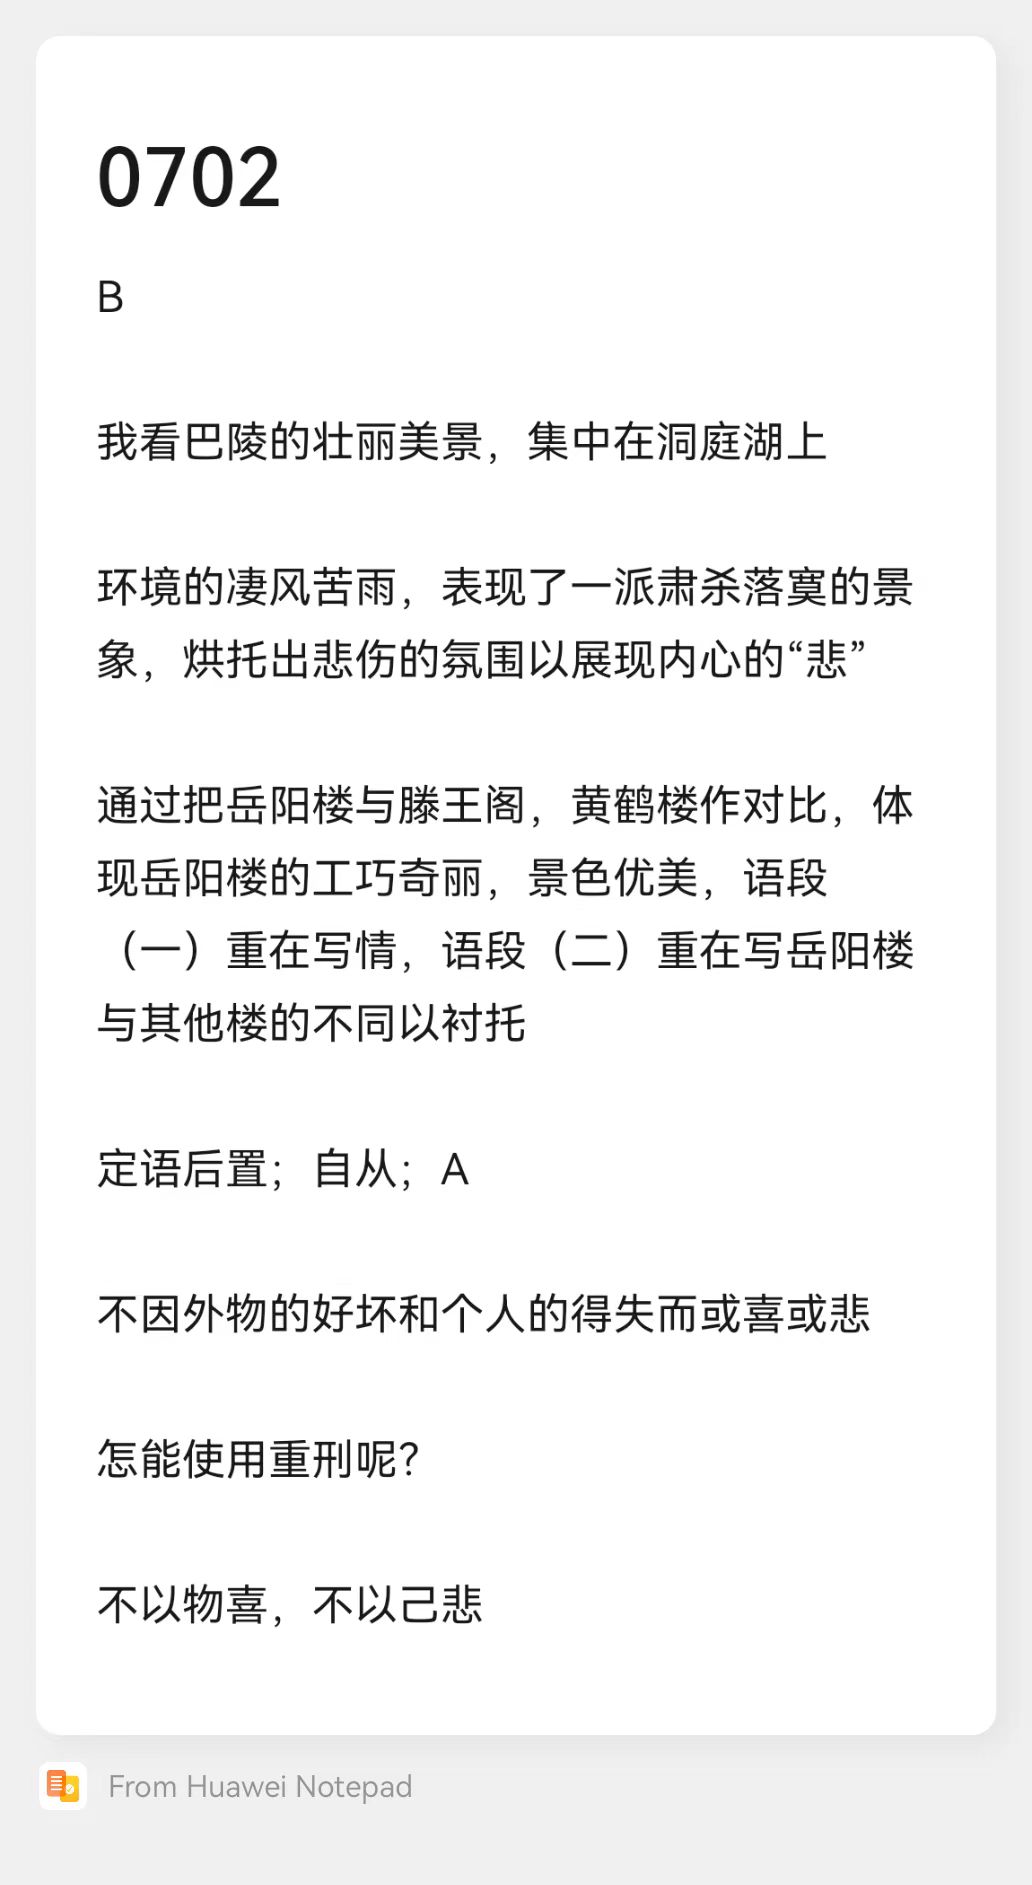 0702
B
我看巴陵的壮丽美景，集中在洞庭湖上
环境的凄风苦雨，表现了一派肃杀落寞的景
象，烘托出悲伤的氛围以展现内心的“悲”
通过把岳阳楼与滕王阁，黄鹤楼作对比，体
现岳阳楼的工巧奇丽，景色优美，语段
（一）重在写情，语段（二）重在写岳阳楼
与其他楼的不同以衬托
定语后置；自从；A
不因外物的好坏和个人的得失而或喜或悲
怎能使用重刑呢？
不以物喜，不以己悲
From Huawei Notepad